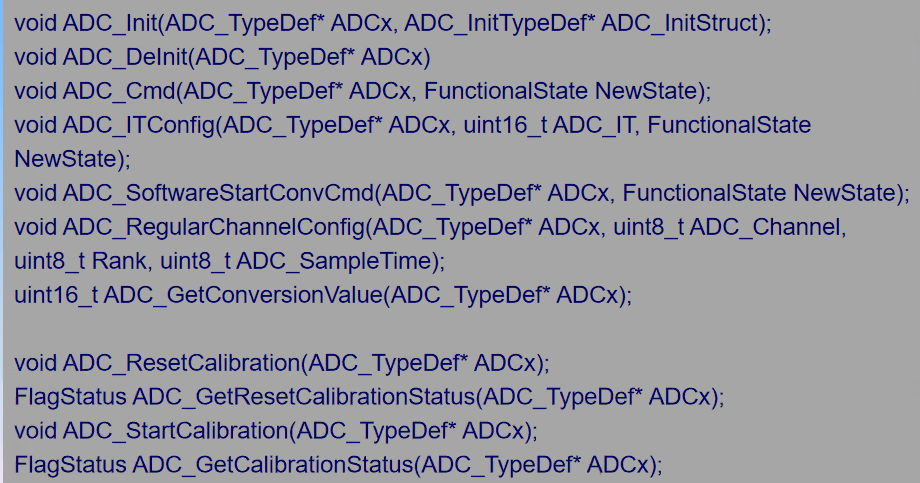 void ADC_Init(ADC_TypeDef* ADCx, ADC_InitTypeDef* ADC_InitStruct);
void ADC_DeInit(ADC_TypeDef* ADCx)
void ADC_Cmd(ADC_TypeDef* ADCx, FunctionalState NewState);
void ADC_ITConfig(ADC_TypeDef* ADCx, uint16_t ADC_IT, FunctionalState
NewState);
void ADC_SoftwareStartConvCmd(ADC_TypeDef* ADCx, FunctionalState NewState);
void ADC_RegularChannelConfig(ADC_TypeDef* ADCx, uint8_t ADC_Channel,
uint8_t Rank, uint8_t ADC_SampleTime);
uint16_t ADC_GetConversionValue(ADC_TypeDef* ADCx);
void ADC_ResetCalibration(ADC_TypeDef* ADCx);
FlagStatus ADC_GetResetCalibrationStatus(ADC_TypeDef* ADCx);
void ADC_StartCalibration(ADC_TypeDef* ADCx);
FlagStatus ADC_GetCalibrationStatus(ADC_TypeDef* ADCx);